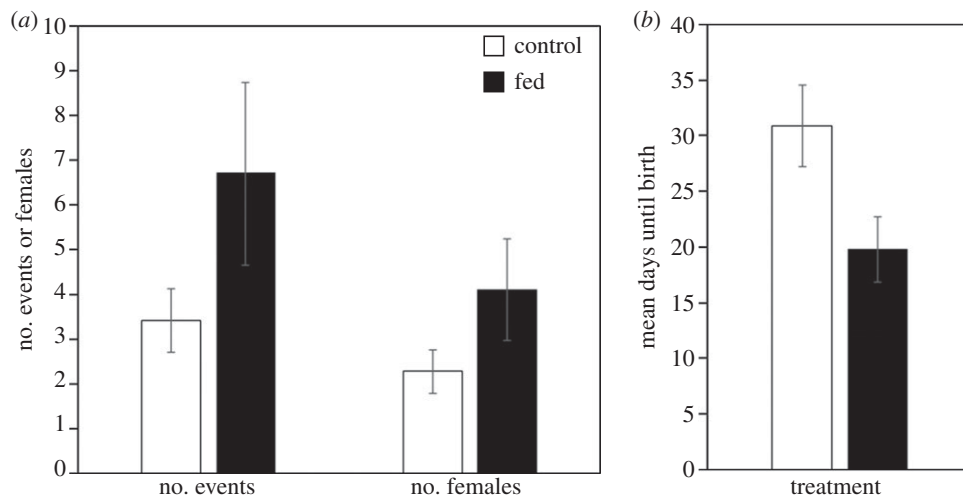 (a)
10
9
8
7
6
5
4
3
2
1
0
no. events or females
control
fed
no. events
no. females
(b)
40
35
30
25
20
15
10
5
0
mean days until birth
treatment